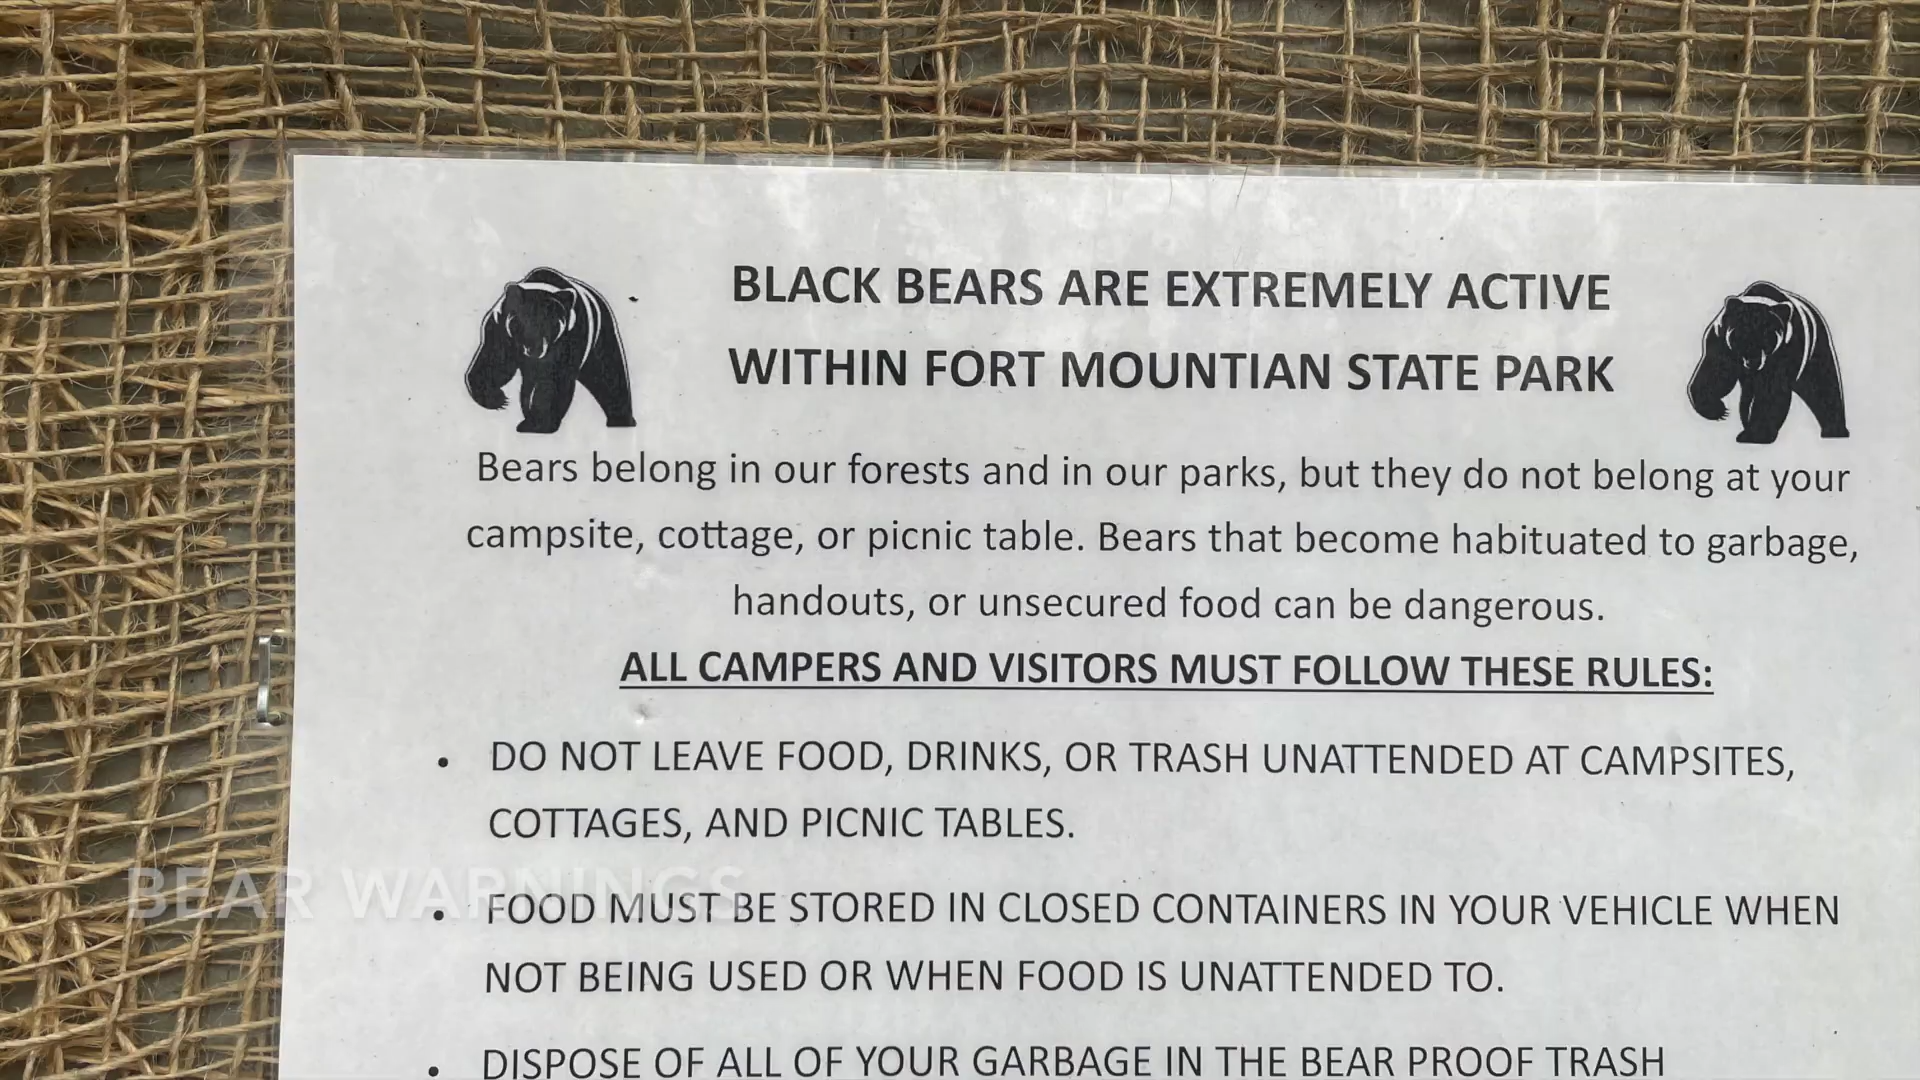 BLACK BEARS ARE EXTREMELY ACTIVE
WITHIN FORT MOUNTIAN STATE PARK
Bears belong in our forests and in our parks, but they do not belong at your
campsite, cottage, or picnic table. Bears that become habituated to garbage,
handouts, or unsecured food can be dangerous.
ALL CAMPERS AND VISITORS MUST FOLLOW THESE RULES:
• DO NOT LEAVE FOOD, DRINKS, OR TRASH UNATTENDED AT CAMPSITES,
COTTAGES, AND PICNIC TABLES.
BEAR WARNINGS
• FOOD MUST BE STORED IN CLOSED CONTAINERS IN YOUR VEHICLE WHEN
NOT BEING USED OR WHEN FOOD IS UNATTENDED TO.
• DISPOSE OF ALL OF YOUR GARBAGE IN THE BEAR PROOF TRASH